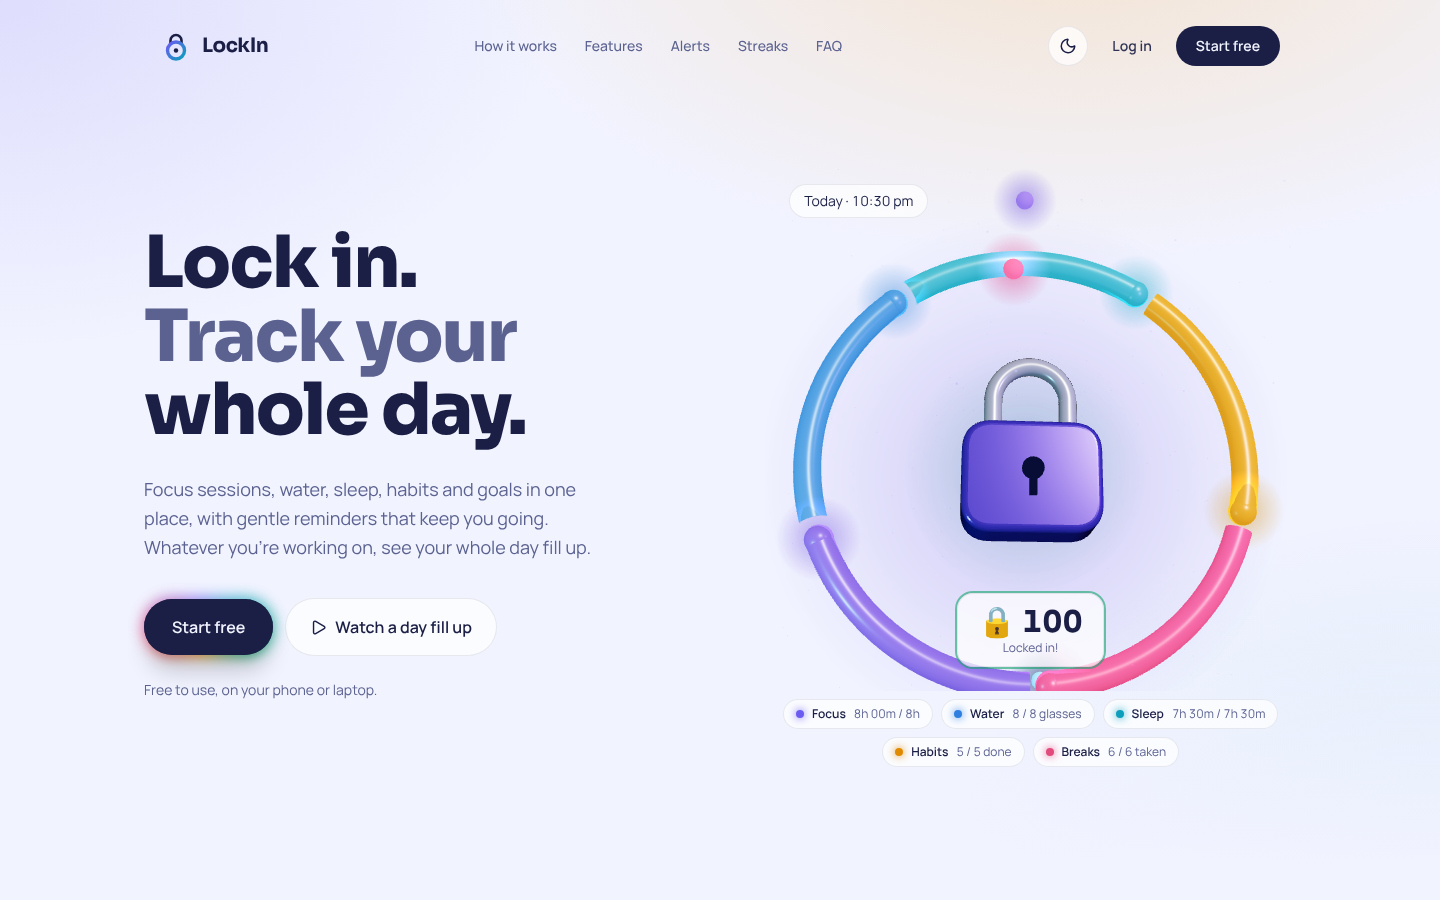 LockIn
How it works
Features
Alerts
Streaks
FAQ
Log in
Start free
Lock in.
Track your
whole day.
Focus sessions, water, sleep, habits and goals in one
place, with gentle reminders that keep you going.
Whatever you're working on, see your whole day fill up.
Start free
Watch a day fill up
Free to use, on your phone or laptop.
Today · 10:30 pm
🔒 100
Locked in!
Focus 8h 00m / 8h
Water 8 / 8 glasses
Sleep 7h 30m / 7h 30m
Habits 5 / 5 done
Breaks 6 / 6 taken